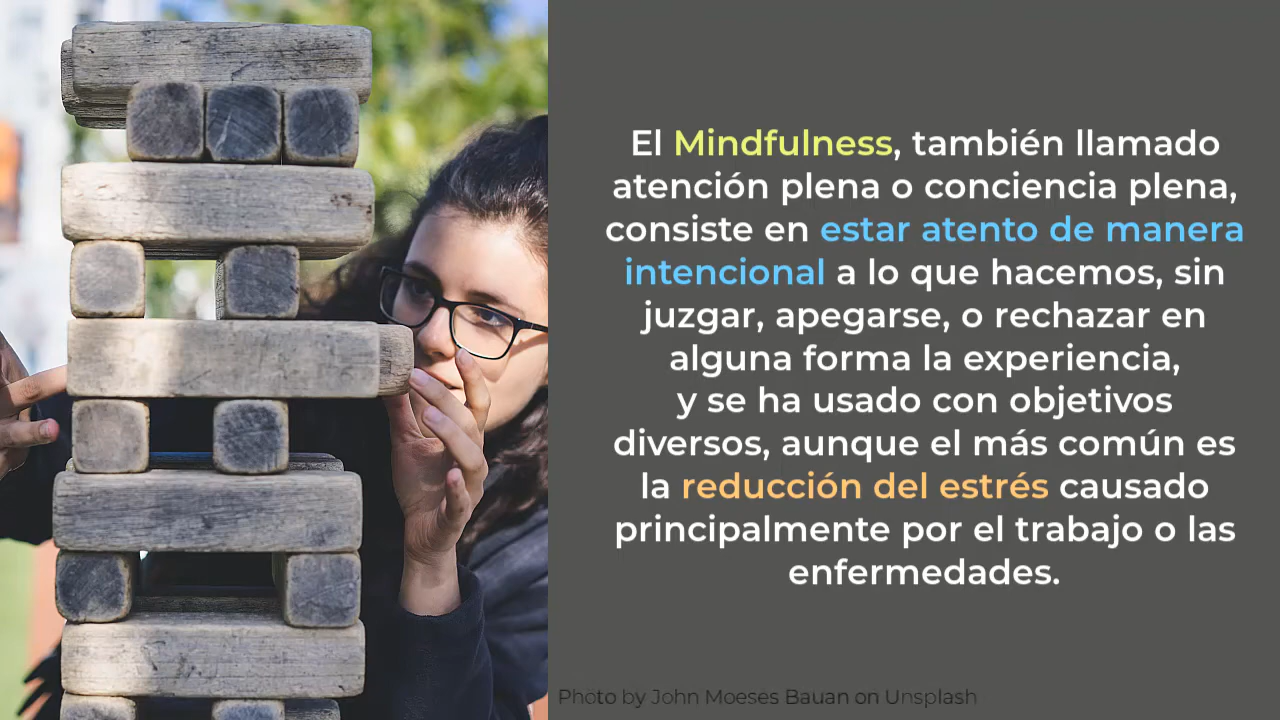 El Mindfulness, también llamado
atención plena o conciencia plena,
consiste en estar atento de manera
intencional a lo que hacemos, sin
juzgar, apegarse, o rechazar en
alguna forma la experiencia,
y se ha usado con objetivos
diversos, aunque el más común es
la reducción del estrés causado
principalmente por el trabajo o las
enfermedades.
Photo by John Moeses Bauan on Unsplash